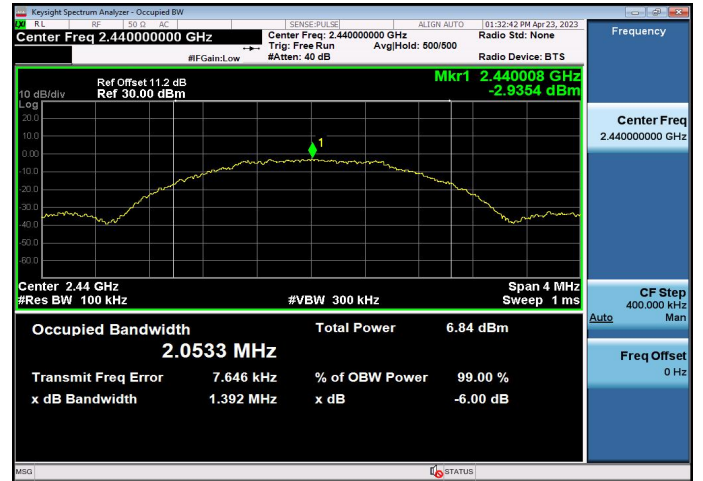 Keysight Spectrum Analyzer - Occupied BW
LXI RL RF 50 Ω AC SENSE:PULSE ALIGN AUTO 01:32:42 PM Apr 23, 2023
Center Freq 2.440000000 GHz
Center Freq: 2.440000000 GHz Radio Std: None
Trig: Free Run Avg|Hold: 500/500
#IFGain:Low #Atten: 40 dB Radio Device: BTS
Frequency
Ref Offset 11.2 dB Mkr1 2.440008 GHz
10 dB/div Ref 30.00 dBm -2.9354 dBm
Log
20.0
10.0
0.00
-10.0
-20.0
-30.0
-40.0
-50.0
-60.0
1
Center 2.44 GHz Span 4 MHz
#Res BW 100 kHz #VBW 300 kHz Sweep 1 ms
Occupied Bandwidth Total Power 6.84 dBm
2.0533 MHz
Transmit Freq Error 7.646 kHz % of OBW Power 99.00 %
x dB Bandwidth 1.392 MHz x dB -6.00 dB
Center Freq
2.440000000 GHz
CF Step
400.000 kHz
Auto Man
Freq Offset
0 Hz
MSG STATUS